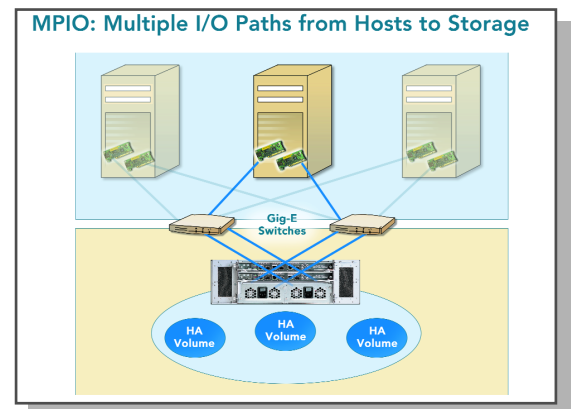 MPIO: Multiple I/O Paths from Hosts to Storage
Gig-E
Switches
HA
Volume
HA
Volume
HA
Volume